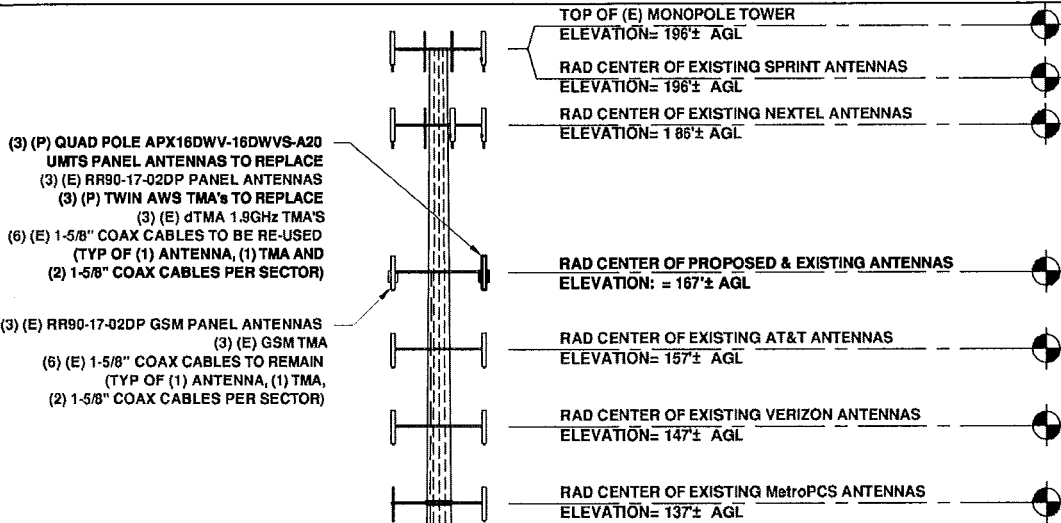 TOP OF (E) MONOPOLE TOWER
ELEVATION= 196'± AGL
RAD CENTER OF EXISTING SPRINT ANTENNAS
ELEVATION= 196'± AGL
RAD CENTER OF EXISTING NEXTEL ANTENNAS
ELEVATION= 1 86'± AGL
(3) (P) QUAD POLE APX16DWV-16DWVS-A20
UMTS PANEL ANTENNAS TO REPLACE
(3) (E) RR90-17-02DP PANEL ANTENNAS
(3) (P) TWIN AWS TMA's TO REPLACE
(3) (E) dTMA 1.9GHz TMA'S
(6) (E) 1-5/8" COAX CABLES TO BE RE-USED
(TYP OF (1) ANTENNA, (1) TMA AND
(2) 1-5/8" COAX CABLES PER SECTOR)
RAD CENTER OF PROPOSED & EXISTING ANTENNAS
ELEVATION: = 167'± AGL
(3) (E) RR90-17-02DP GSM PANEL ANTENNAS
(3) (E) GSM TMA
(6) (E) 1-5/8" COAX CABLES TO REMAIN
(TYP OF (1) ANTENNA, (1) TMA,
(2) 1-5/8" COAX CABLES PER SECTOR)
RAD CENTER OF EXISTING AT&T ANTENNAS
ELEVATION= 157'± AGL
RAD CENTER OF EXISTING VERIZON ANTENNAS
ELEVATION= 147'± AGL
RAD CENTER OF EXISTING MetroPCS ANTENNAS
ELEVATION= 137'± AGL